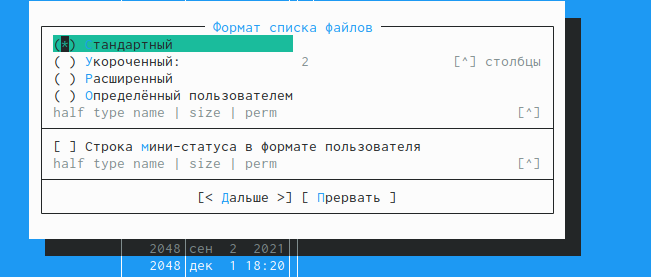 Формат списка файлов
(*) Стандартный
( ) Укороченный: 2 [^] столбцы
( ) Расширенный
( ) Определённый пользователем
half type name | size | perm [^]
[ ] Строка мини-статуса в формате пользователя
half type name | size | perm [^]
[< Дальше >] [ Прервать ]
2048 сен 2 2021
2048 дек 1 18:20